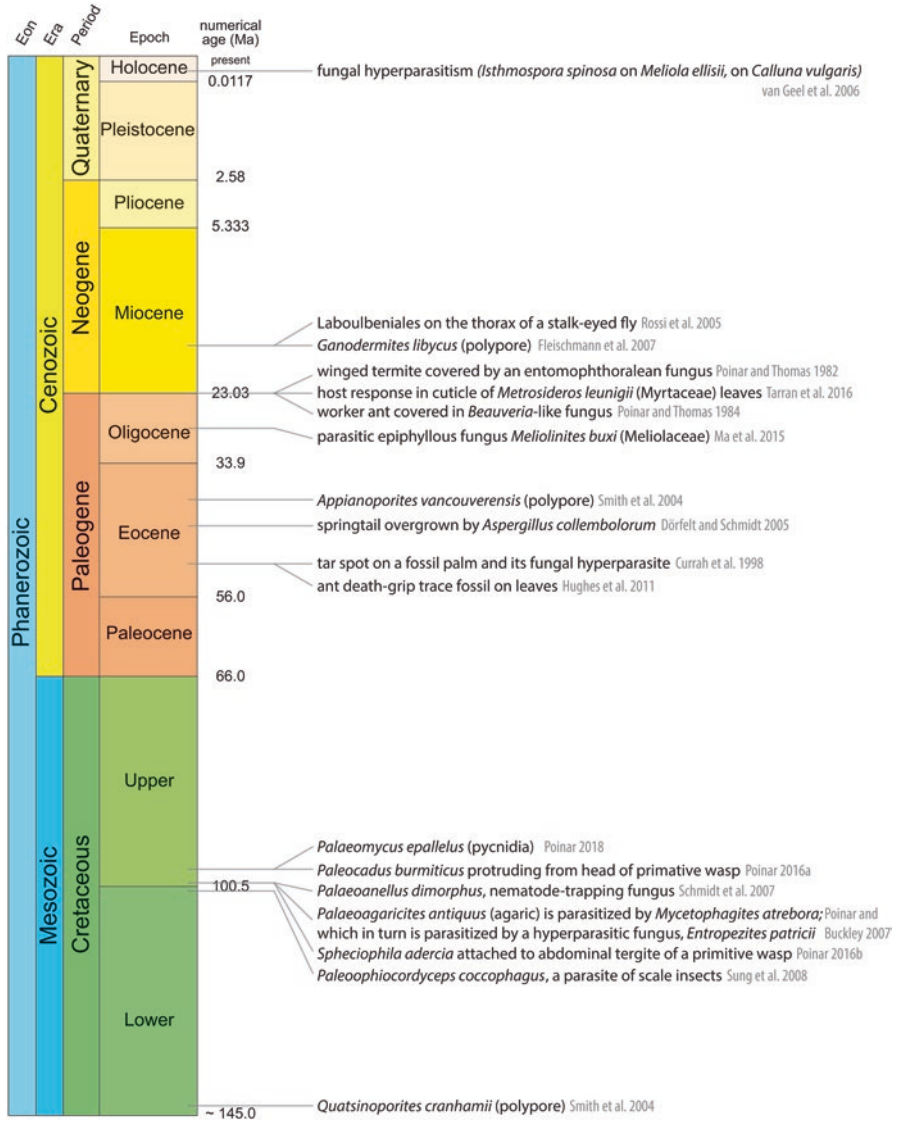 Eon
Era
Period
Epoch
numerical
age (Ma)
present
Phanerozoic
Cenozoic
Mesozoic
Quaternary
Neogene
Paleogene
Cretaceous
Holocene
0.0117
Pleistocene
2.58
Pliocene
5.333
Miocene
23.03
Oligocene
33.9
Eocene
56.0
Paleocene
66.0
Upper
100.5
Lower
~ 145.0
fungal hyperparasitism (Isthmospora spinosa on Meliola ellisii, on Calluna vulgaris)
van Geel et al. 2006
Laboulbeniales on the thorax of a stalk-eyed fly Rossi et al. 2005
Ganodermites libycus (polypore) Fleischmann et al. 2007
winged termite covered by an entomophthoralean fungus Poinar and Thomas 1982
host response in cuticle of Metrosideros leunigii (Myrtaceae) leaves Tarran et al. 2016
worker ant covered in Beauveria-like fungus Poinar and Thomas 1984
parasitic epiphyllous fungus Meliolinites buxi (Meliolaceae) Ma et al. 2015
Appianoporites vancouverensis (polypore) Smith et al. 2004
springtail overgrown by Aspergillus collembolorum Dörfelt and Schmidt 2005
tar spot on a fossil palm and its fungal hyperparasite Currah et al. 1998
ant death-grip trace fossil on leaves Hughes et al. 2011
Palaeomycus epallelus (pycnidia) Poinar 2018
Paleocadus burmiticus protruding from head of primative wasp Poinar 2016a
Palaeoanellus dimorphus, nematode-trapping fungus Schmidt et al. 2007
Palaeoagaricites antiquus (agaric) is parasitized by Mycetophagites atrebora; Poinar and
which in turn is parasitized by a hyperparasitic fungus, Entropezites patricii Buckley 2007
Spheciophila adercia attached to abdominal tergite of a primitive wasp Poinar 2016b
Paleoophiocordyceps coccophagus, a parasite of scale insects Sung et al. 2008
Quatsinoporites cranhamii (polypore) Smith et al. 2004